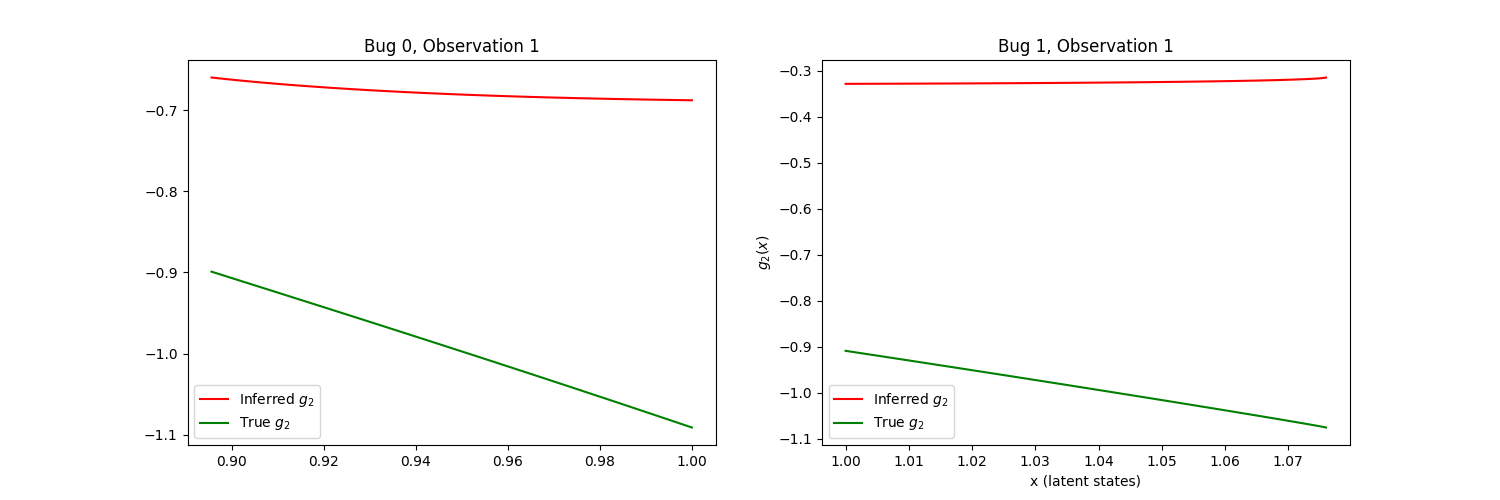 Bug 0, Observation 1
−0.7
−0.8
−0.9
−1.0
−1.1
Inferred g₂
True g₂
0.90 0.92 0.94 0.96 0.98 1.00
Bug 1, Observation 1
g₂(x)
−0.3
−0.4
−0.5
−0.6
−0.7
−0.8
−0.9
−1.0
−1.1
Inferred g₂
True g₂
1.00 1.01 1.02 1.03 1.04 1.05 1.06 1.07
x (latent states)